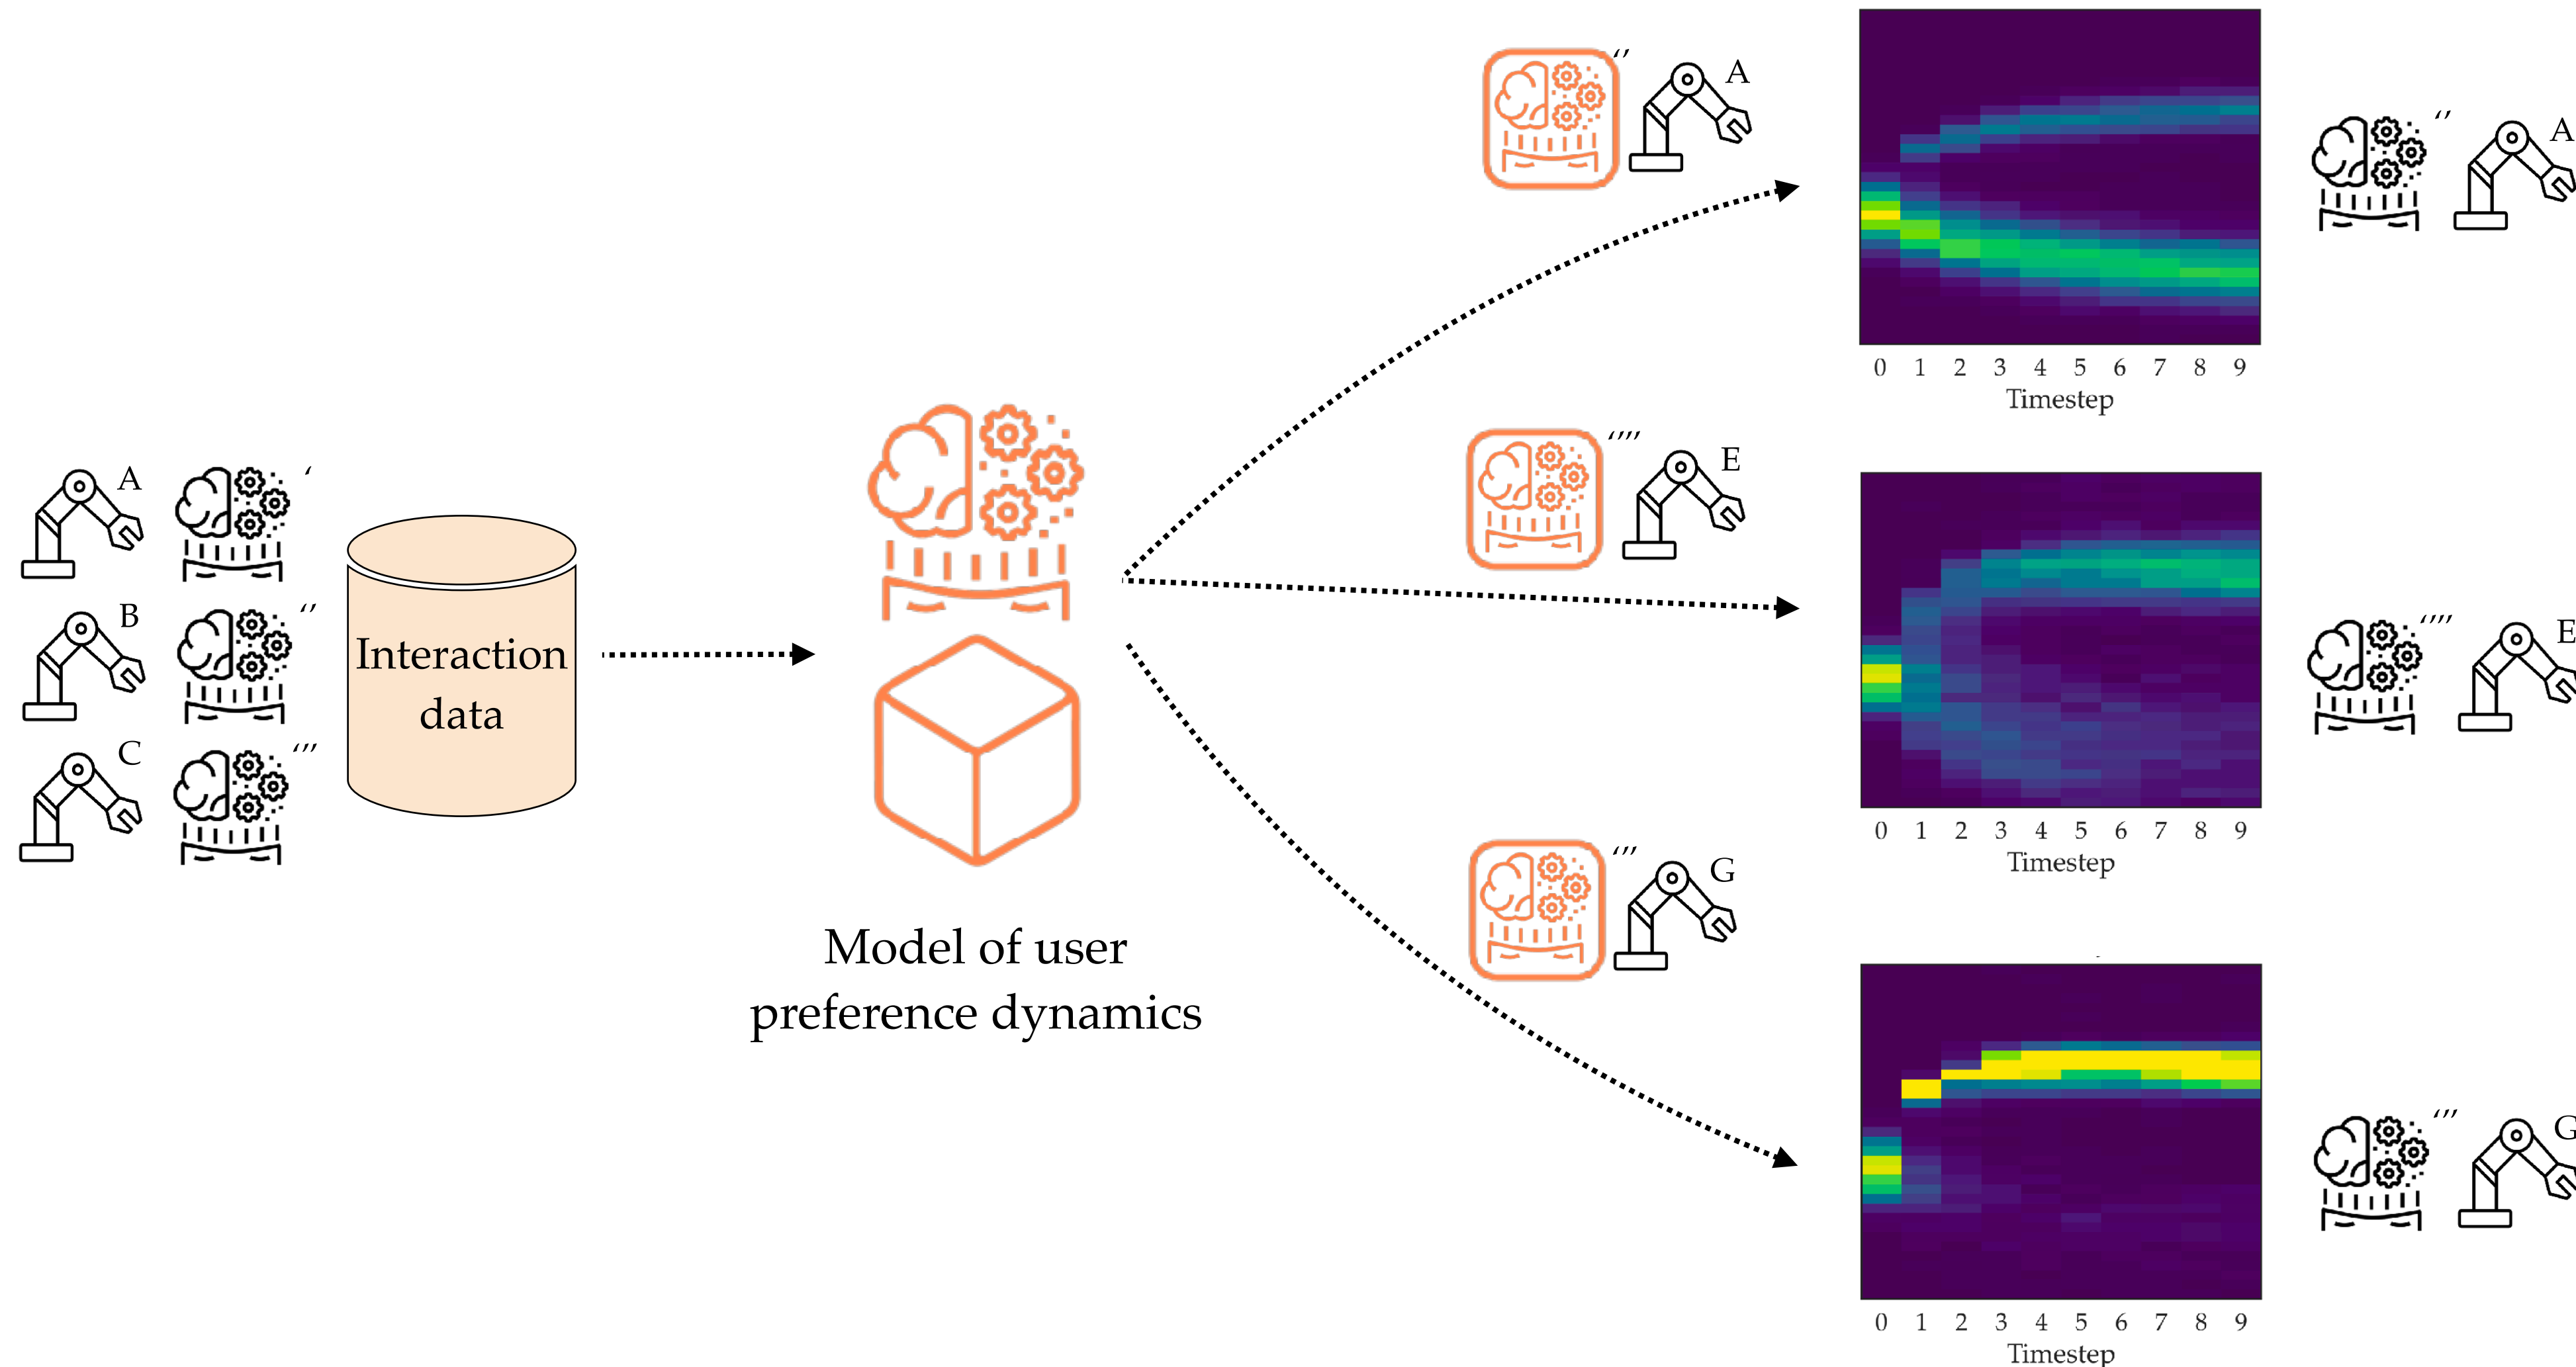 A ′
B ″
C ‴
Interaction
data
Model of user
preference dynamics
″ A
⁗ E
‴ G
0 1 2 3 4 5 6 7 8 9
Timestep
″ A
0 1 2 3 4 5 6 7 8 9
Timestep
⁗ E
0 1 2 3 4 5 6 7 8 9
Timestep
‴ G